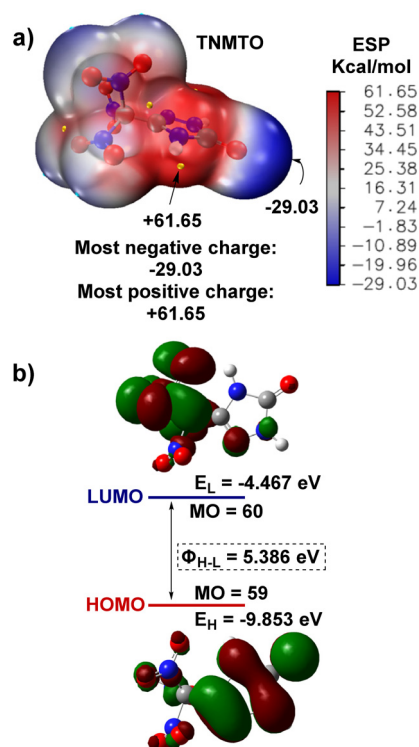 a)
TNMTO
ESP
Kcal/mol
61.65
52.58
43.51
34.45
25.38
16.31
7.24
-1.83
-10.89
-19.96
-29.03
+61.65
-29.03
Most negative charge:
-29.03
Most positive charge:
+61.65
b)
E_L = -4.467 eV
LUMO
MO = 60
Φ_H-L = 5.386 eV
MO = 59
HOMO
E_H = -9.853 eV